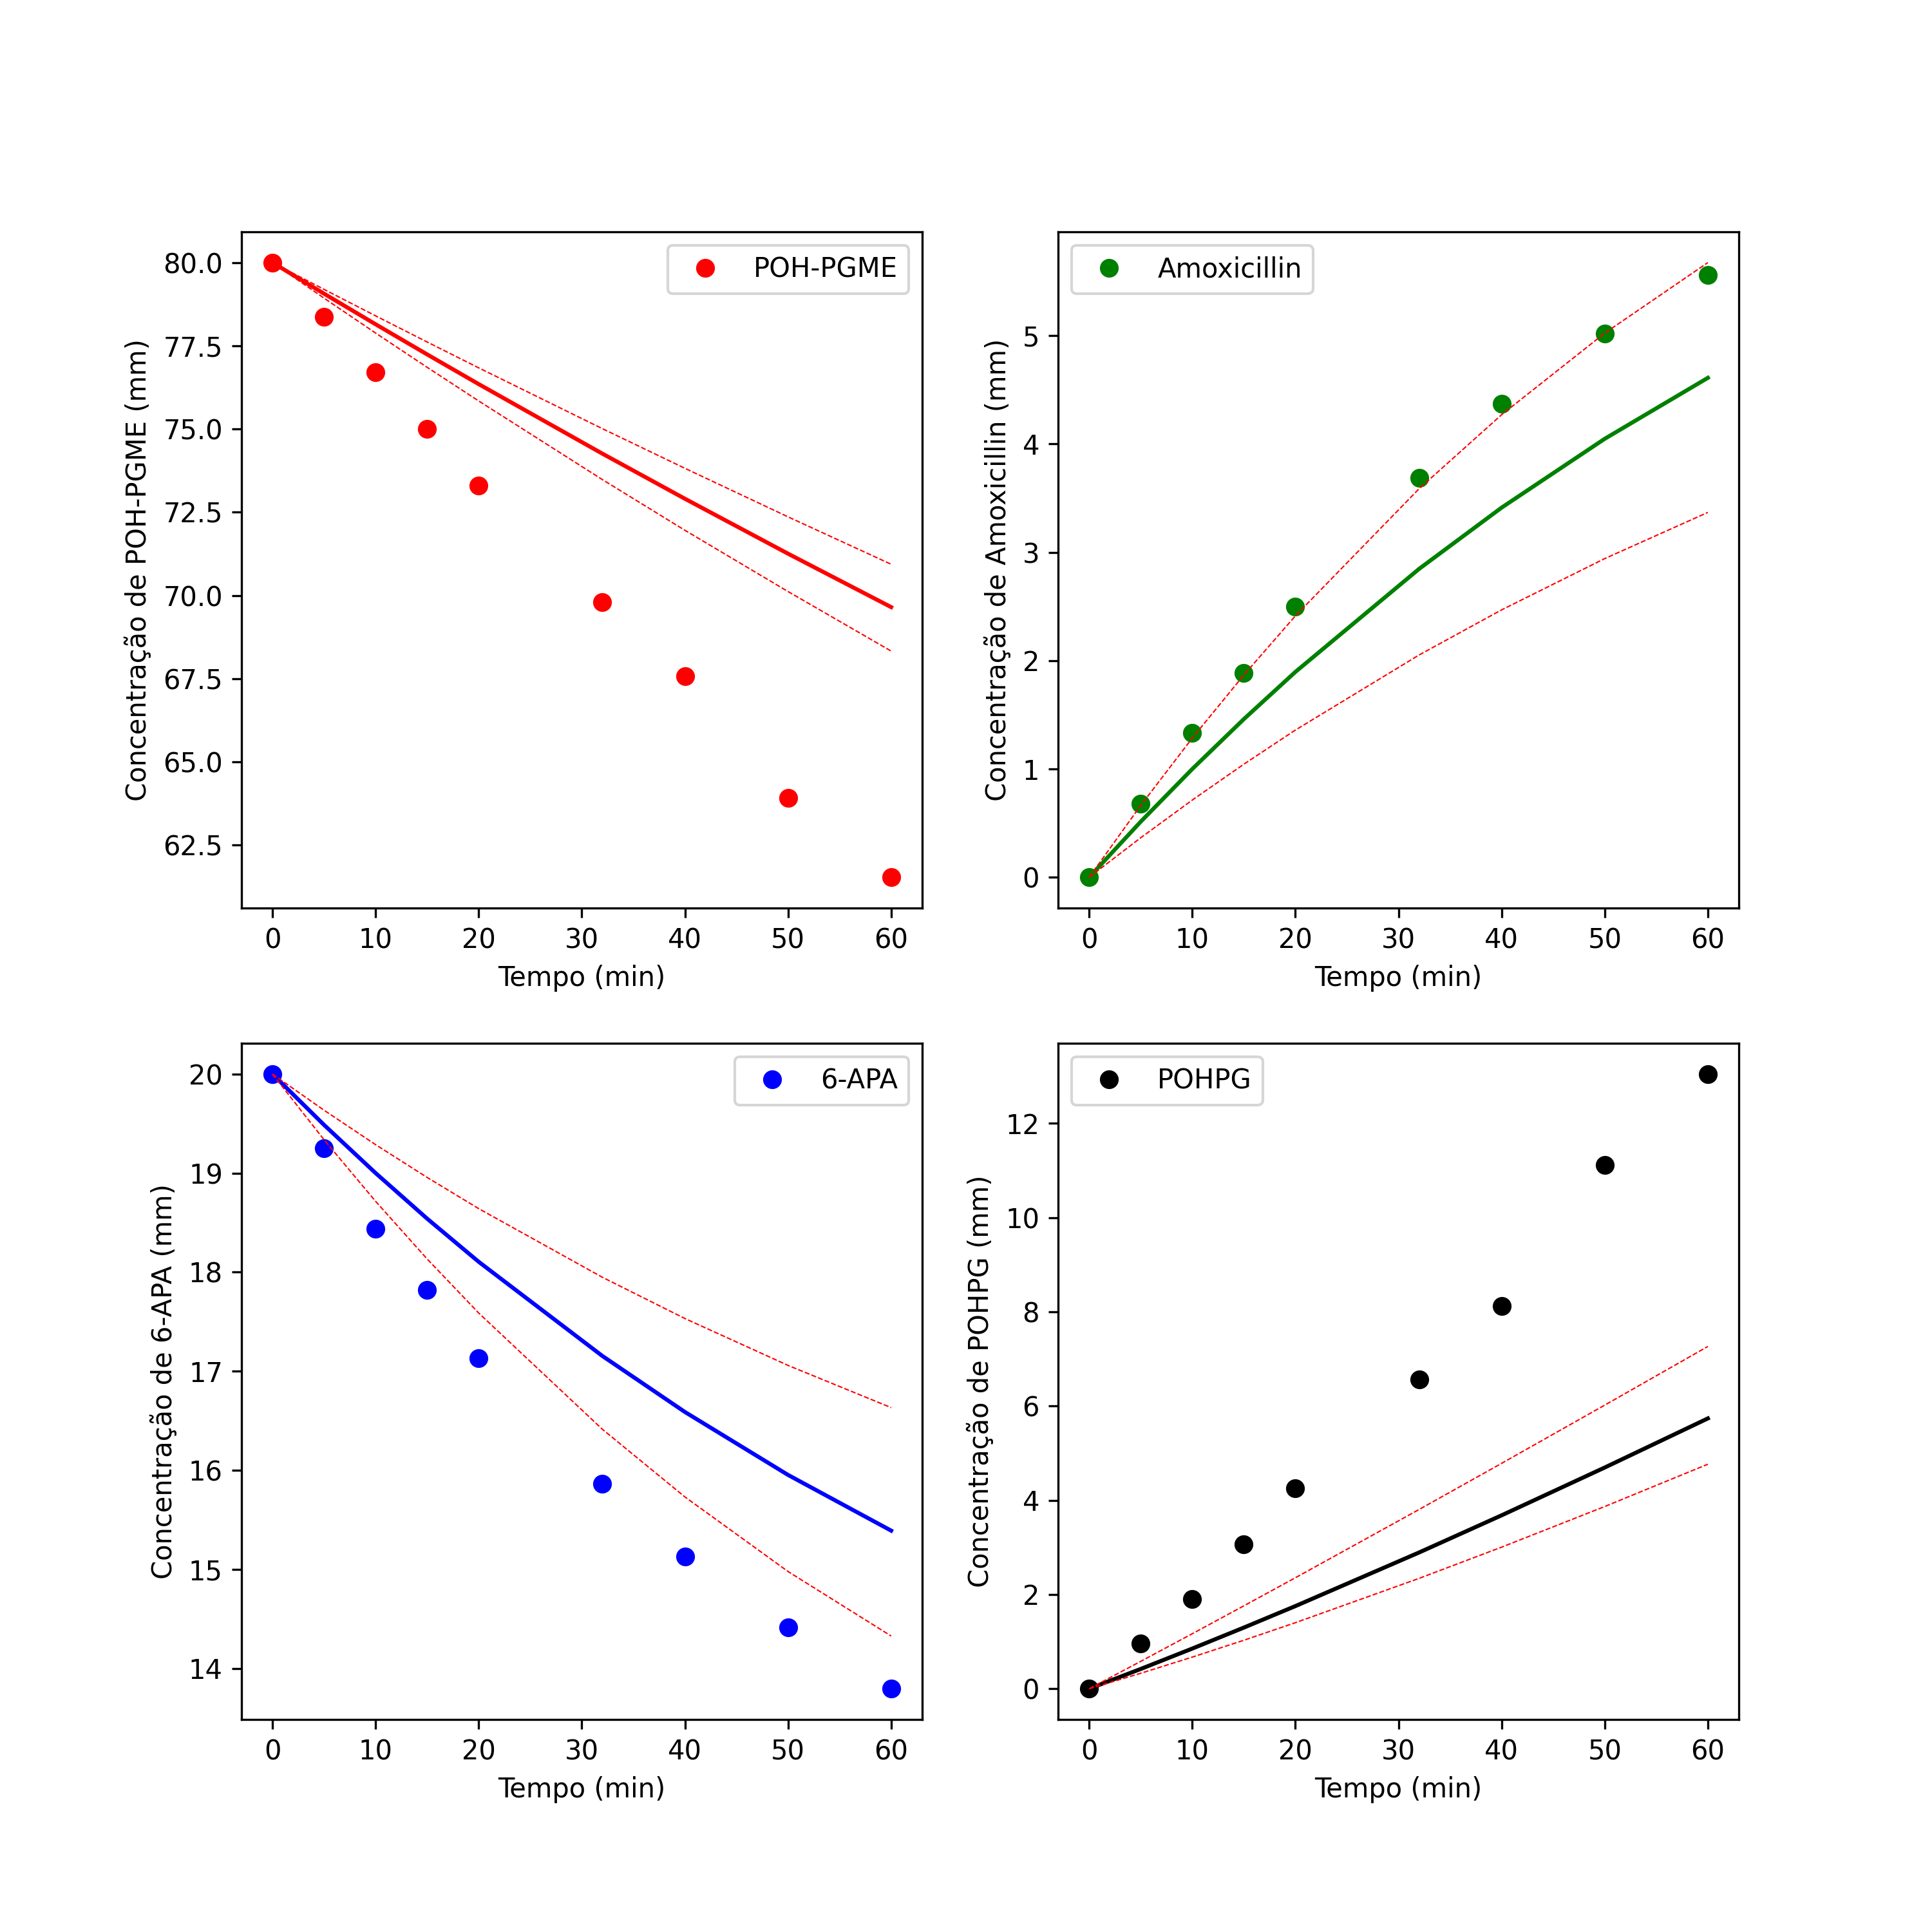 POH-PGME
80.0
77.5
75.0
72.5
70.0
67.5
65.0
62.5
Concentração de POH-PGME (mm)
0 10 20 30 40 50 60
Tempo (min)
Amoxicillin
5
4
3
2
1
0
Concentração de Amoxicillin (mm)
0 10 20 30 40 50 60
Tempo (min)
6-APA
20
19
18
17
16
15
14
Concentração de 6-APA (mm)
0 10 20 30 40 50 60
Tempo (min)
POHPG
12
10
8
6
4
2
0
Concentração de POHPG (mm)
0 10 20 30 40 50 60
Tempo (min)